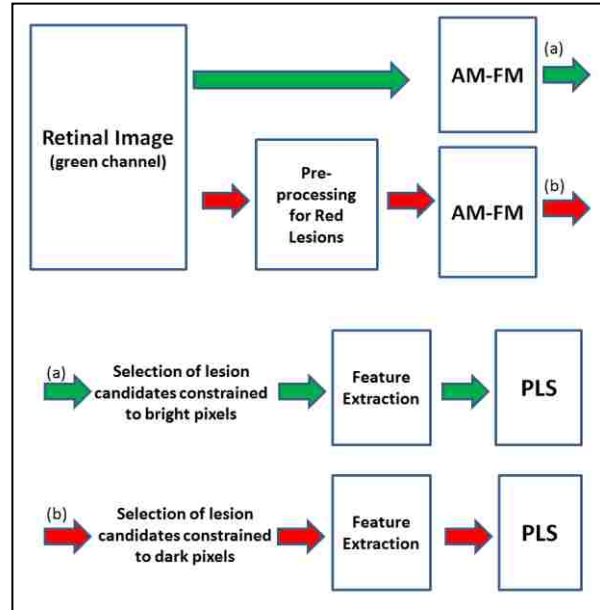 Retinal Image
(green channel)
AM-FM
(a)
Pre-
processing
for Red
Lesions
AM-FM
(b)
(a)
Selection of lesion
candidates constrained
to bright pixels
Feature
Extraction
PLS
(b)
Selection of lesion
candidates constrained
to dark pixels
Feature
Extraction
PLS